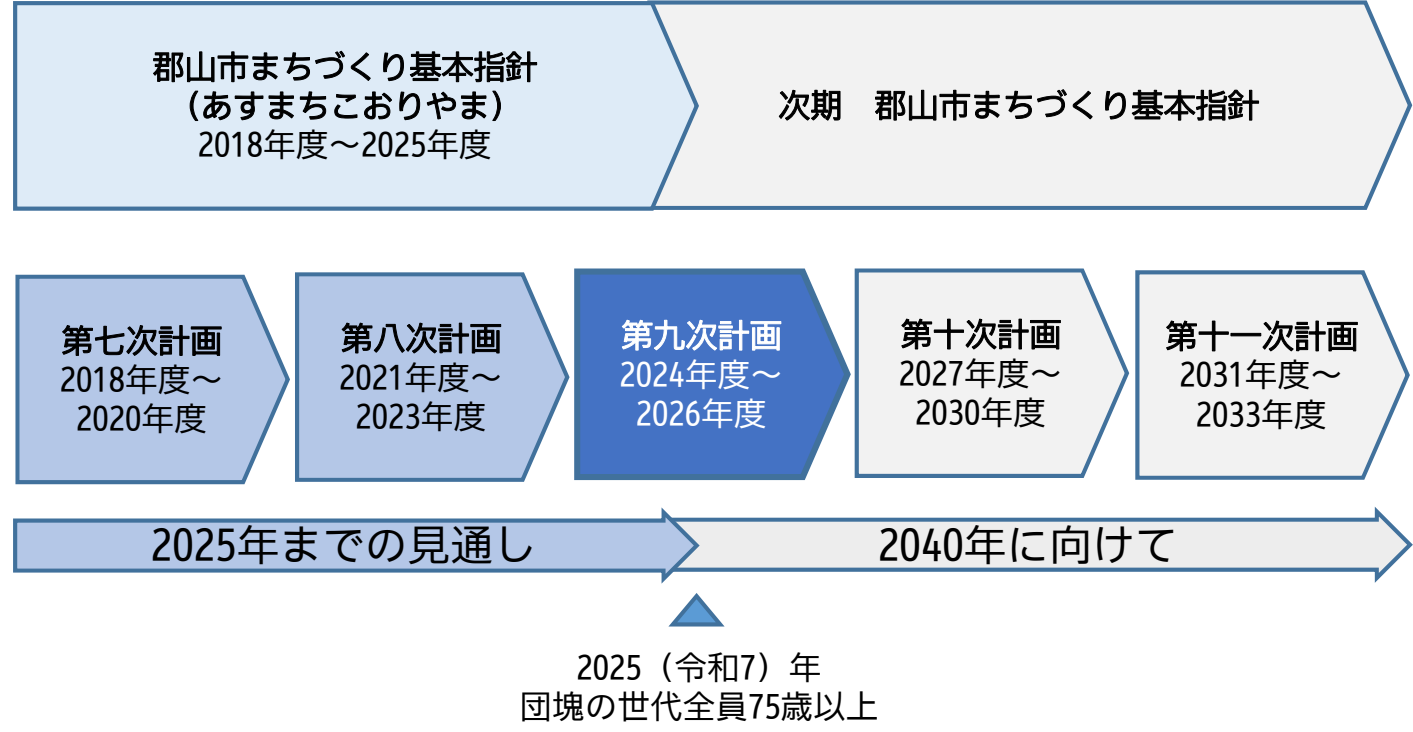 郡山市まちづくり基本指針
（あすまちこおりやま）
2018年度～2025年度
次期　郡山市まちづくり基本指針
第七次計画
2018年度～
2020年度
第八次計画
2021年度～
2023年度
第九次計画
2024年度～
2026年度
第十次計画
2027年度～
2030年度
第十一次計画
2031年度～
2033年度
2025年までの見通し
2040年に向けて
2025（令和7）年
団塊の世代全員75歳以上